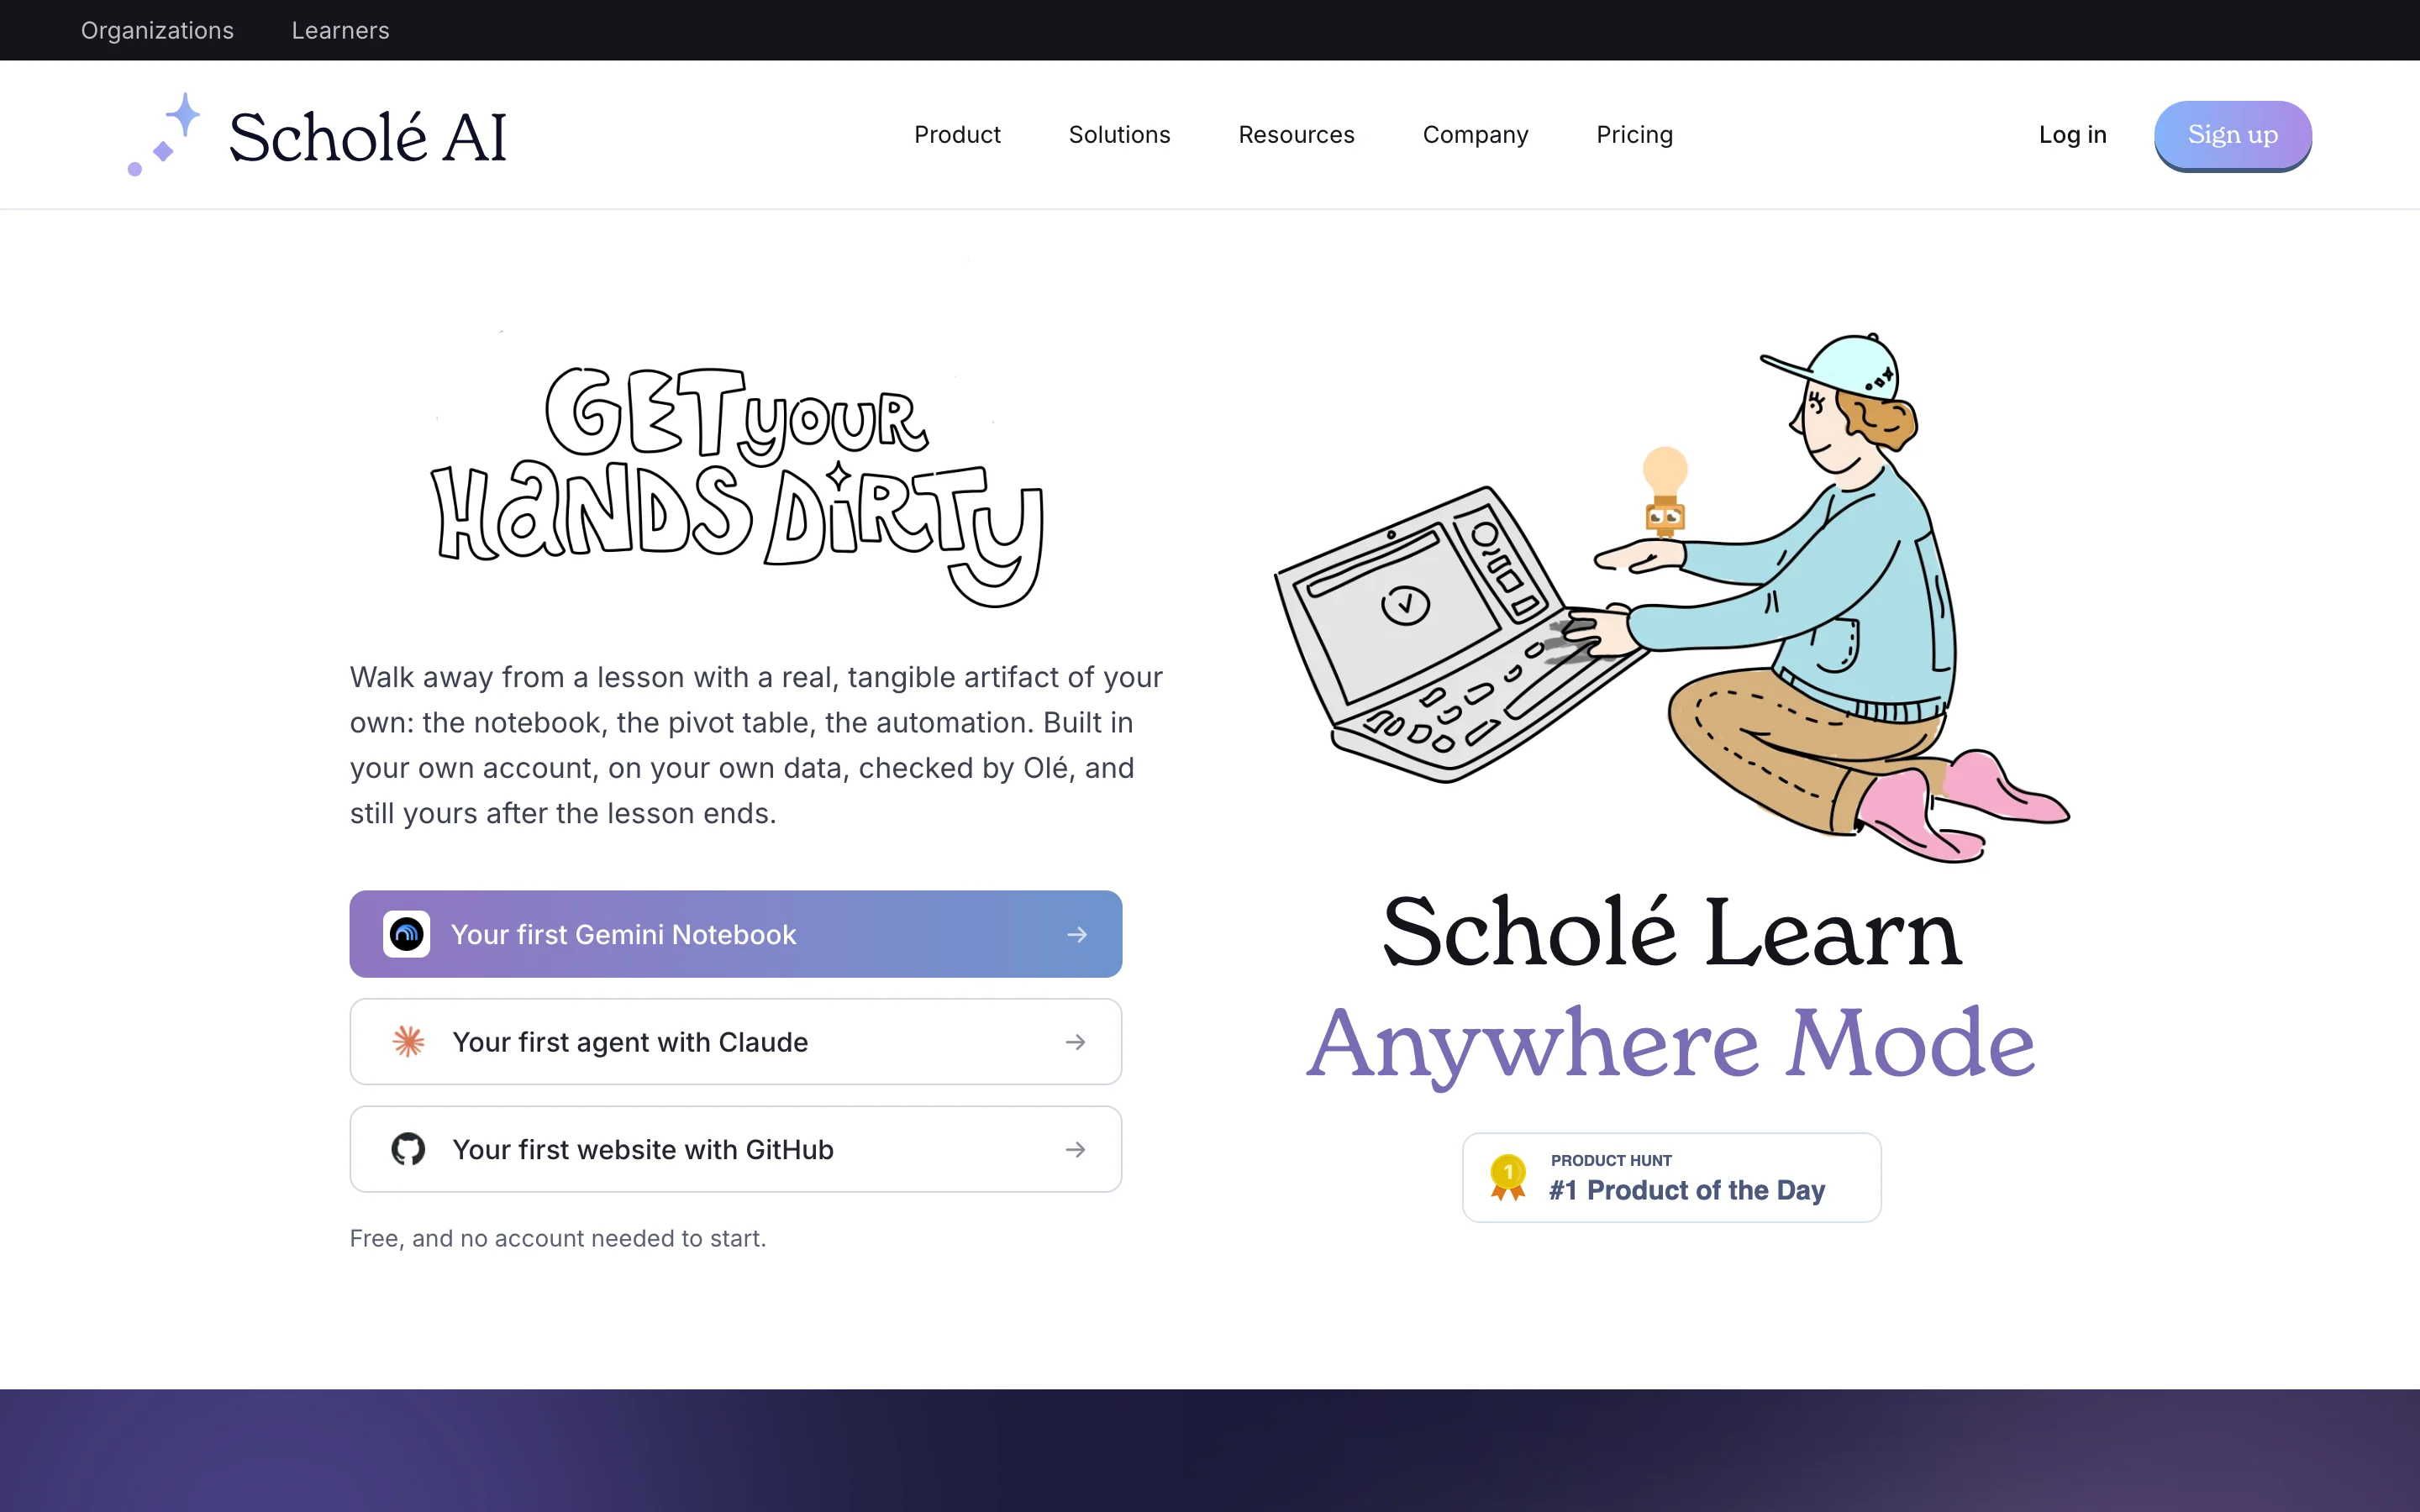 Organizations Learners
Scholé AI
Product Solutions Resources Company Pricing
Log in
Sign up
GET your
HANDS DiRTy
Walk away from a lesson with a real, tangible artifact of your
own: the notebook, the pivot table, the automation. Built in
your own account, on your own data, checked by Olé, and
still yours after the lesson ends.
Your first Gemini Notebook
Your first agent with Claude
Your first website with GitHub
Free, and no account needed to start.
Scholé Learn
Anywhere Mode
1
PRODUCT HUNT
#1 Product of the Day